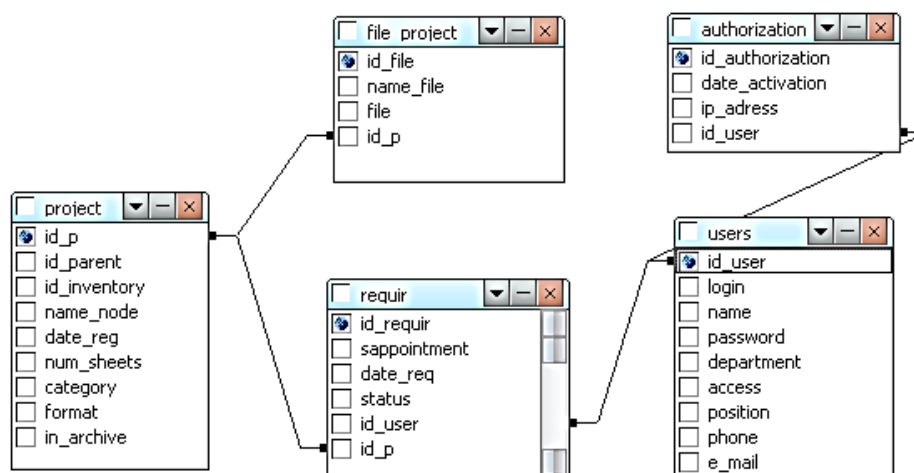 file_project
id_file
name_file
file
id_p
authorization
id_authorization
date_activation
ip_adress
id_user
project
id_p
id_parent
id_inventory
name_node
date_reg
num_sheets
category
format
in_archive
requir
id_requir
sappointment
date_req
status
id_user
id_p
users
id_user
login
name
password
department
access
position
phone
e_mail